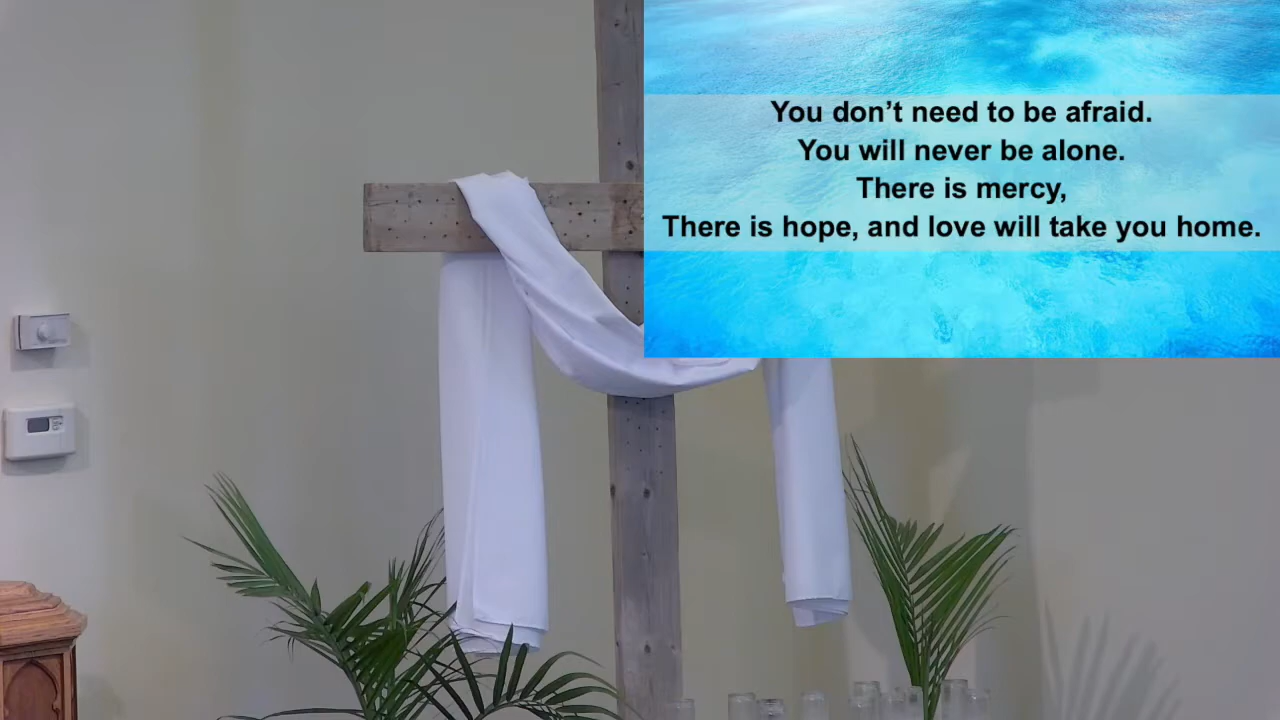 You don’t need to be afraid.
You will never be alone.
There is mercy,
There is hope, and love will take you home.